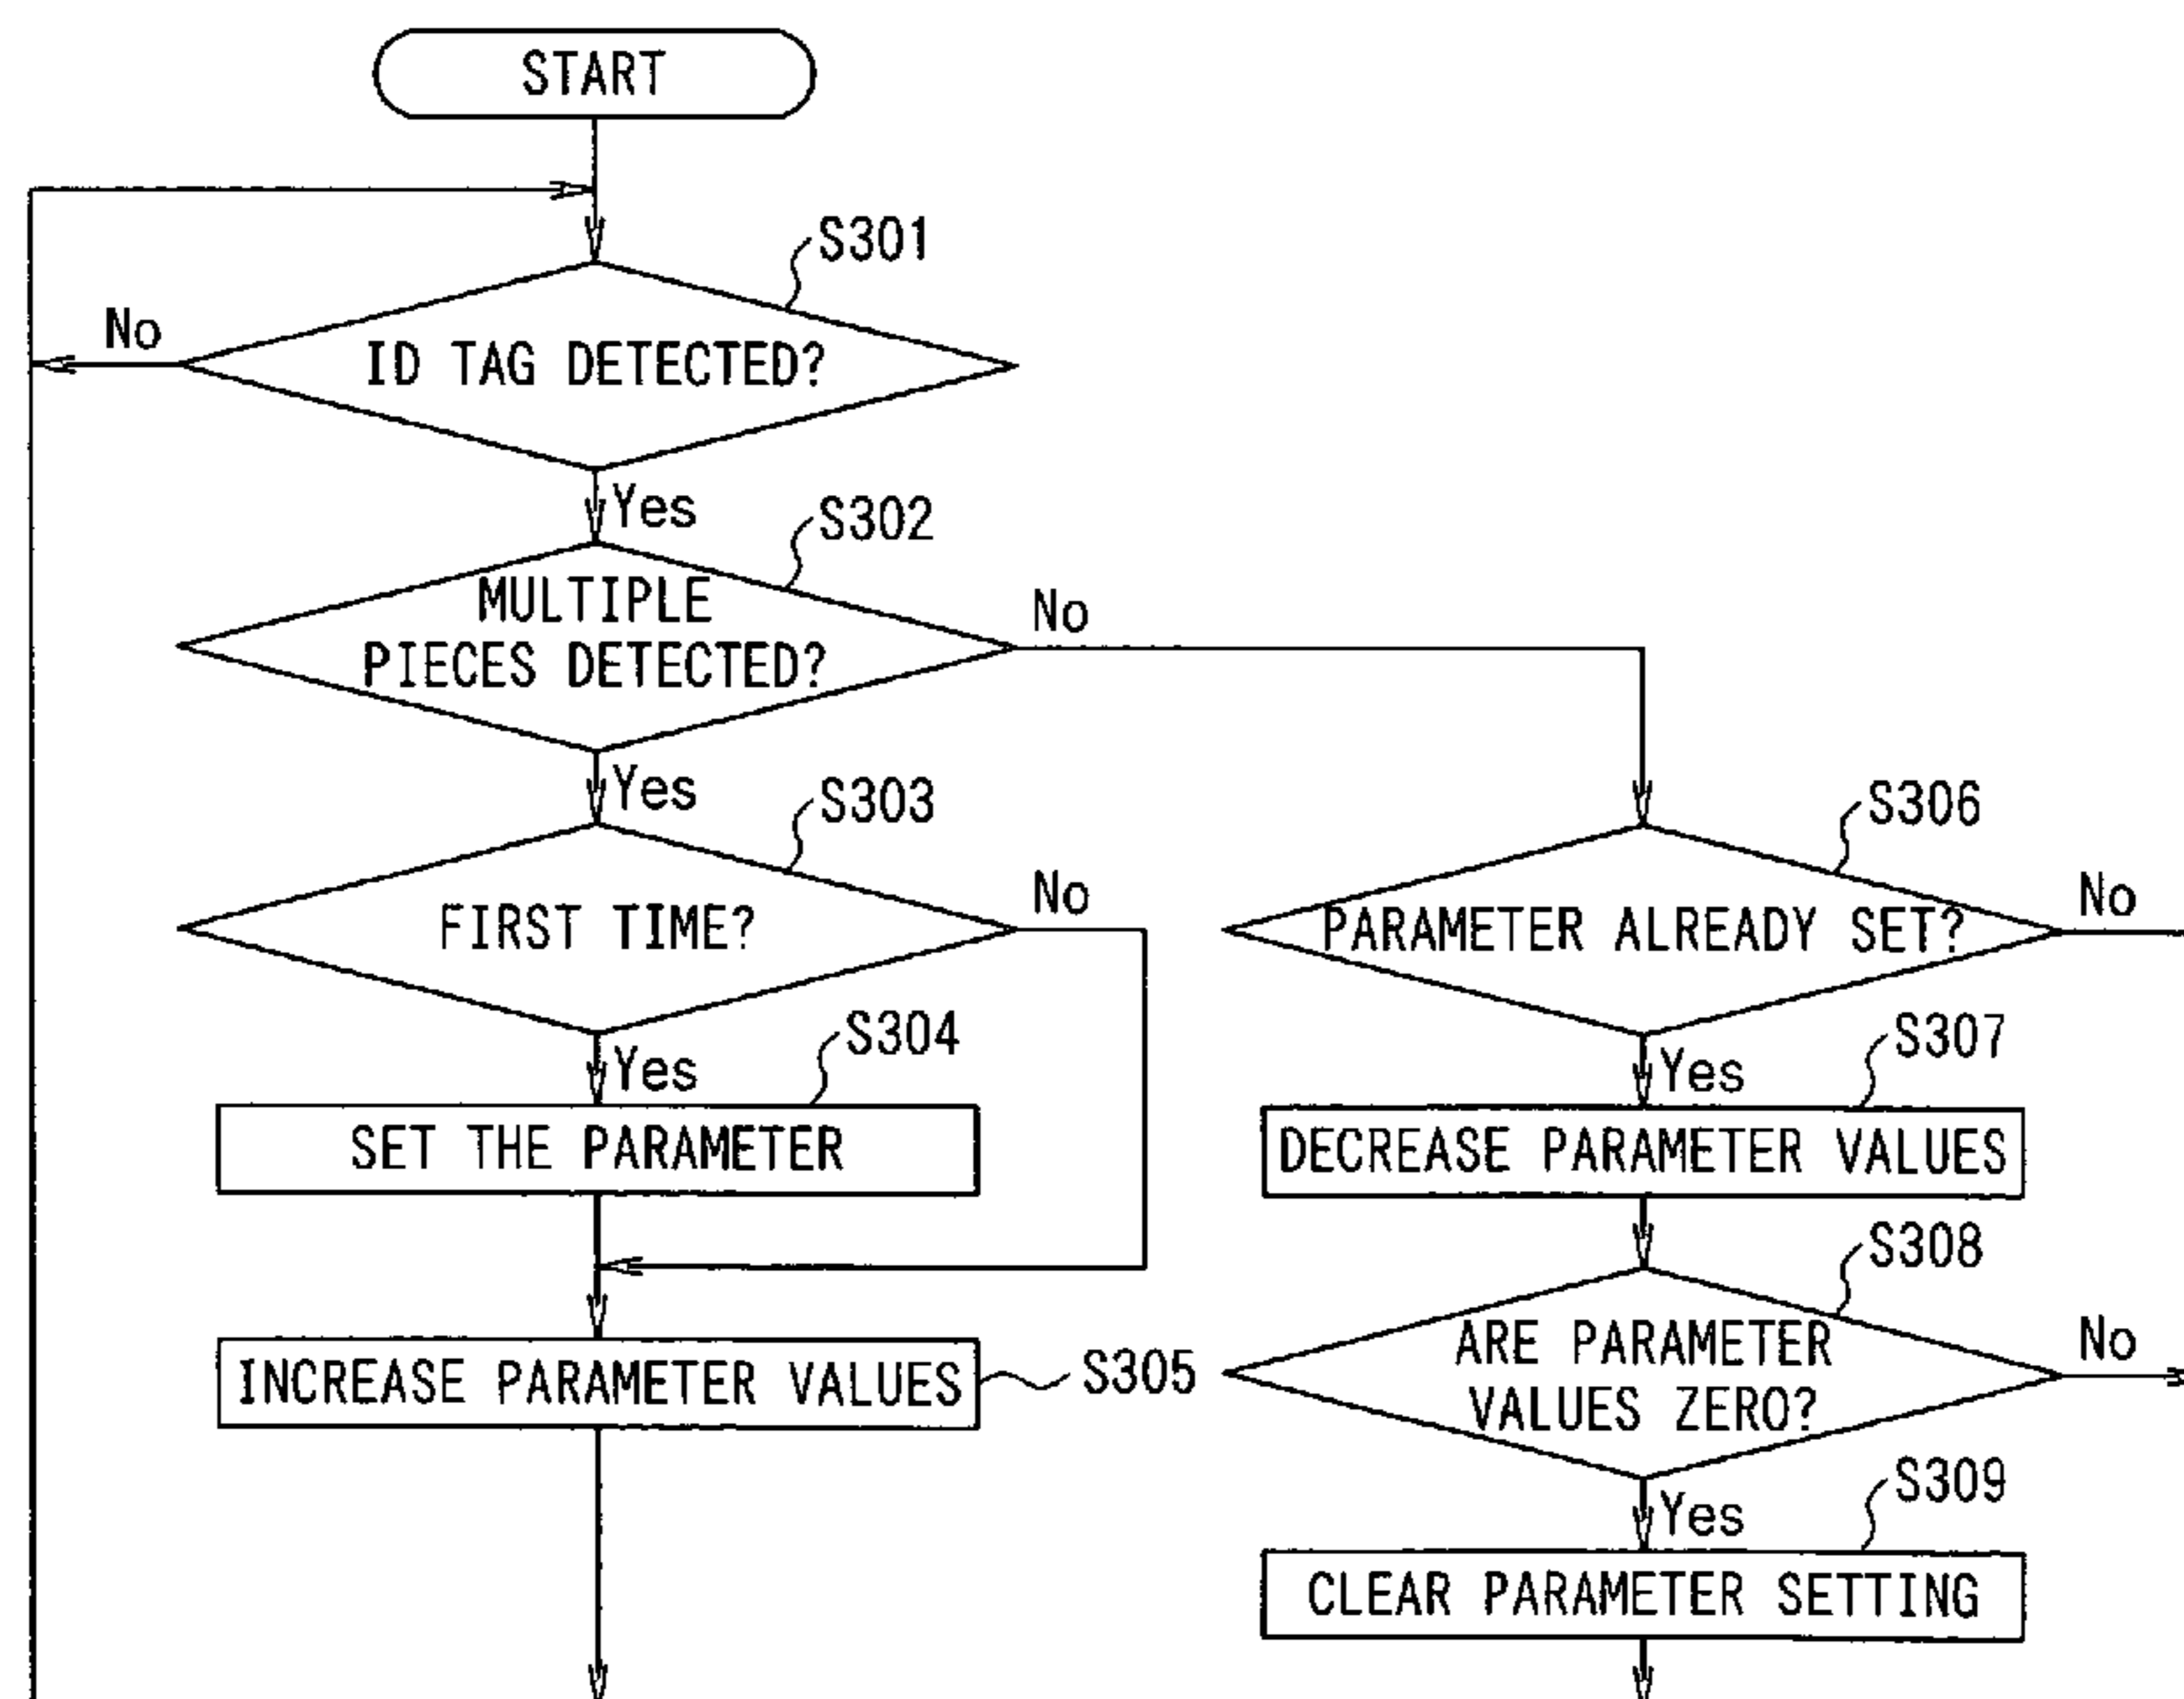 START
S301
No
ID TAG DETECTED?
Yes
S302
MULTIPLE
PIECES DETECTED?
No
Yes
S303
FIRST TIME?
No
Yes
S304
SET THE PARAMETER
INCREASE PARAMETER VALUES
S305
S306
PARAMETER ALREADY SET?
No
Yes
S307
DECREASE PARAMETER VALUES
S308
ARE PARAMETER
VALUES ZERO?
No
Yes
S309
CLEAR PARAMETER SETTING